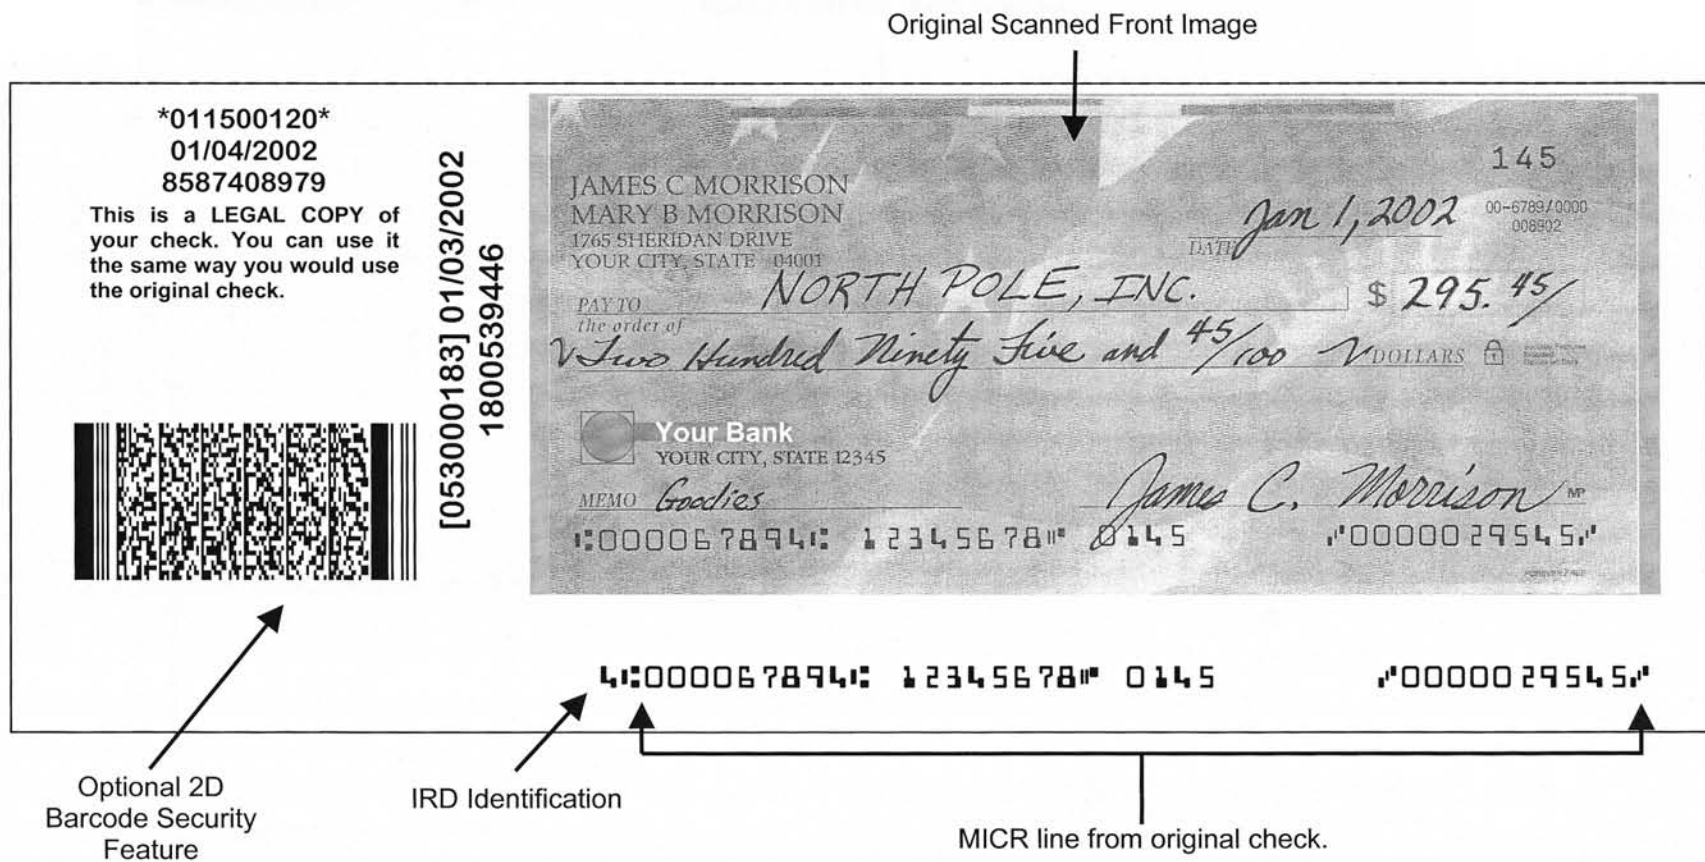 Original Scanned Front Image
*011500120*
01/04/2002
8587408979
This is a LEGAL COPY of
your check. You can use it
the same way you would use
the original check.
[053000183] 01/03/2002
1800539446
145
JAMES C MORRISON
MARY B MORRISON
1765 SHERIDAN DRIVE
YOUR CITY, STATE 04001
DATE Jan 1, 2002
00-6789/0000
008902
PAY TO
the order of
NORTH POLE, INC.
$ 295.45/
Two Hundred Ninety Five and 45/100 DOLLARS
Your Bank
YOUR CITY, STATE 12345
MEMO Goodies
James C. Morrison
MP
⑆000067894⑆ 12345678⑈ 0145 ⑇0000029545⑇
4⑆000067894⑆ 12345678⑈ 0145 ⑇0000029545⑇
Optional 2D
Barcode Security
Feature
IRD Identification
MICR line from original check.